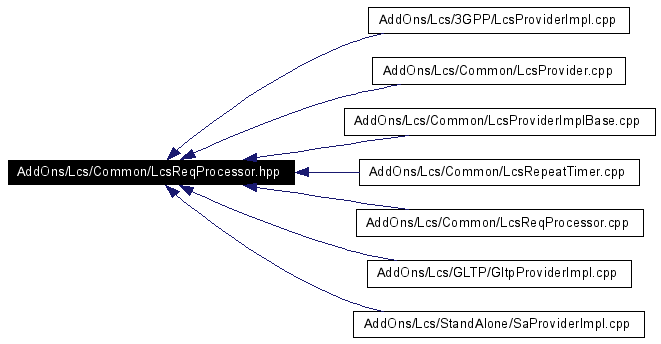 AddOns/Lcs/3GPP/LcsProviderImpl.cpp
AddOns/Lcs/Common/LcsProvider.cpp
AddOns/Lcs/Common/LcsProviderImplBase.cpp
AddOns/Lcs/Common/LcsReqProcessor.hpp
AddOns/Lcs/Common/LcsRepeatTimer.cpp
AddOns/Lcs/Common/LcsReqProcessor.cpp
AddOns/Lcs/GLTP/GltpProviderImpl.cpp
AddOns/Lcs/StandAlone/SaProviderImpl.cpp